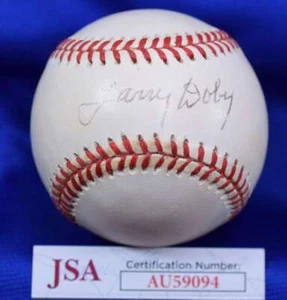 Larry Doby
JSA
Certification Number:
AU59094